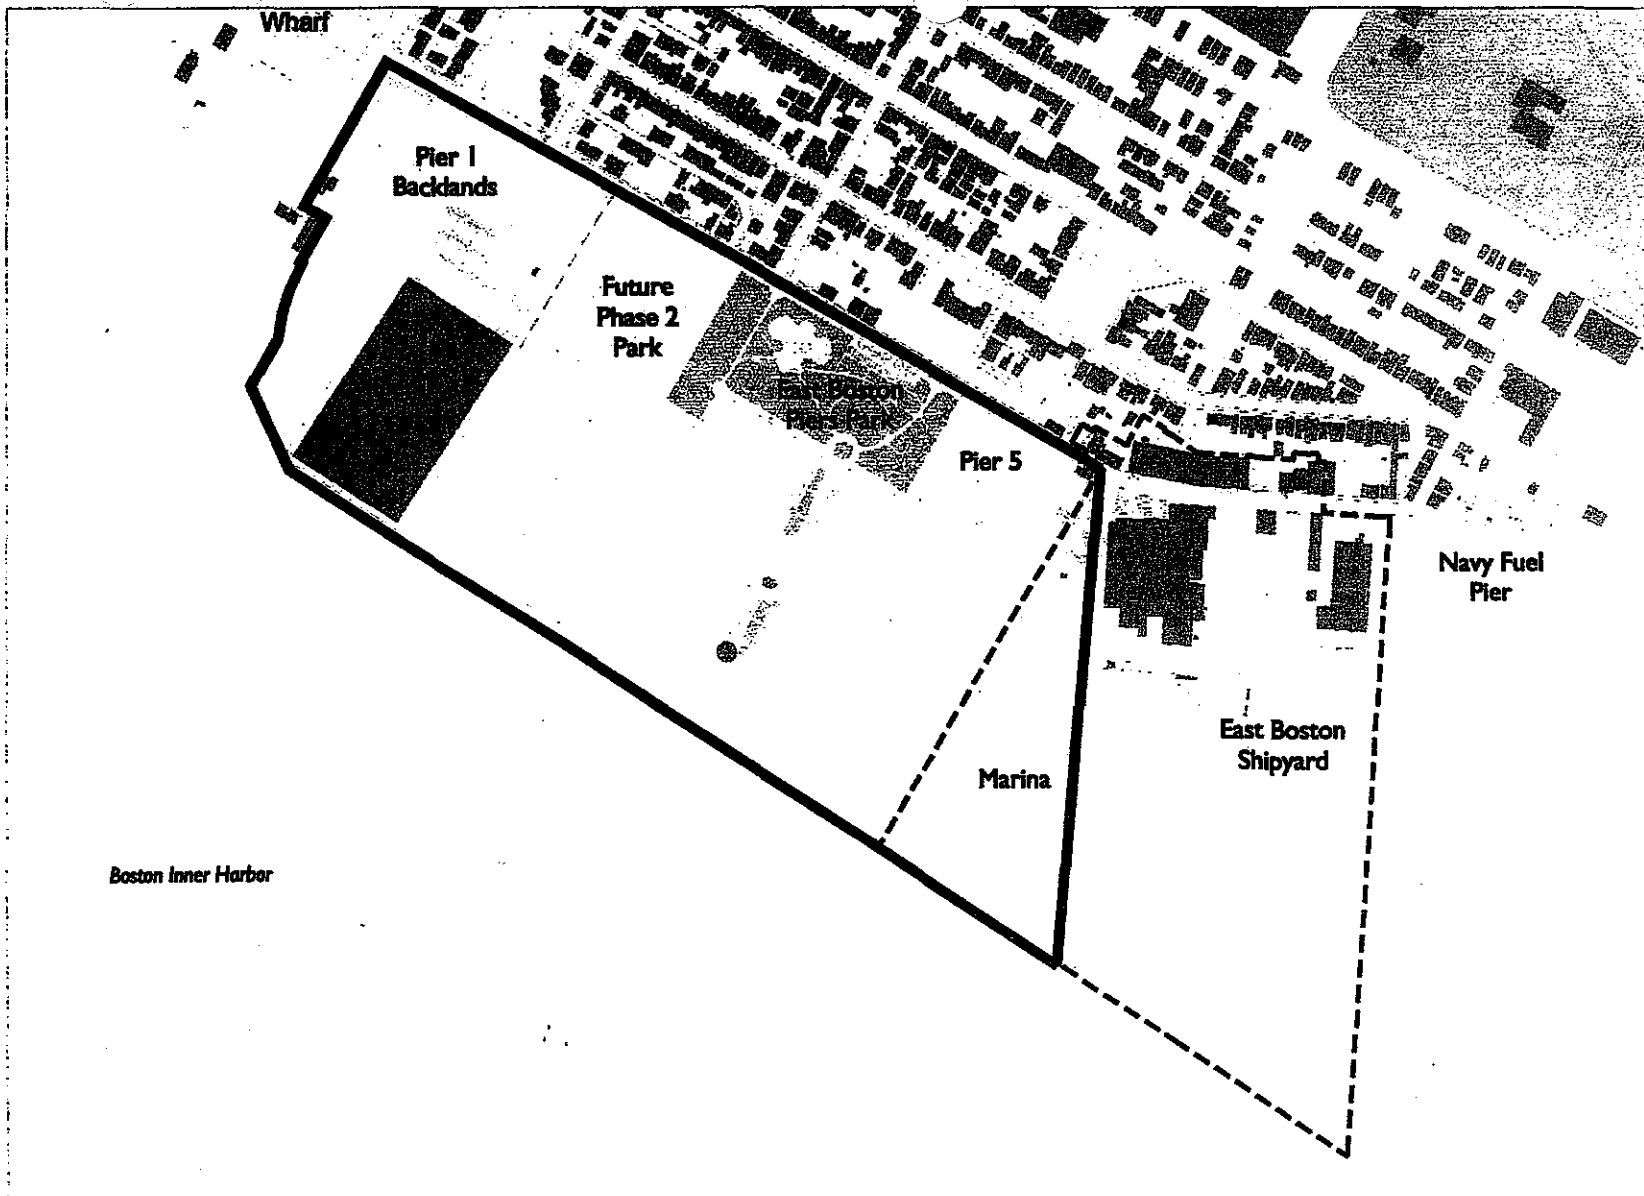 Wharf
Pier 1
Backlands
Future
Phase 2
Park
East Boston
Piers Park
Pier 5
Navy Fuel
Pier
East Boston
Shipyard
Marina
Boston Inner Harbor